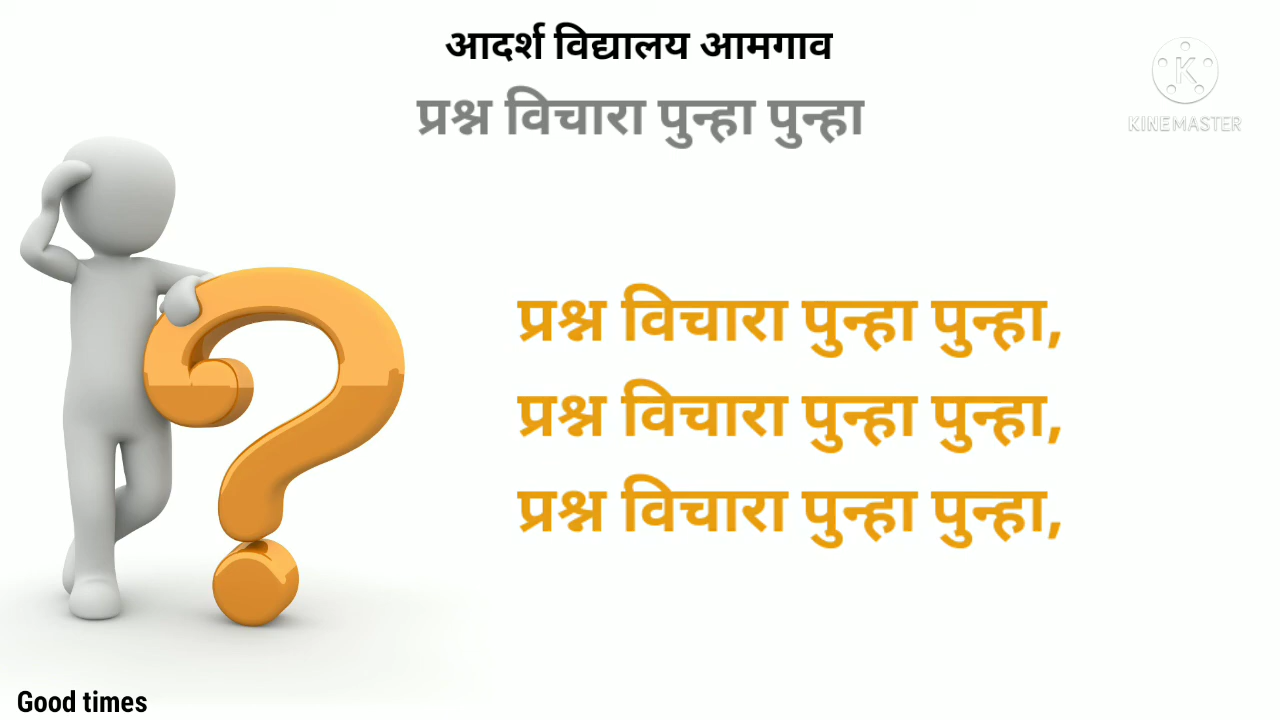 आदर्श विद्यालय आमगाव
प्रश्न विचारा पुन्हा पुन्हा
KINEMASTER
प्रश्न विचारा पुन्हा पुन्हा,
प्रश्न विचारा पुन्हा पुन्हा,
प्रश्न विचारा पुन्हा पुन्हा,
Good times